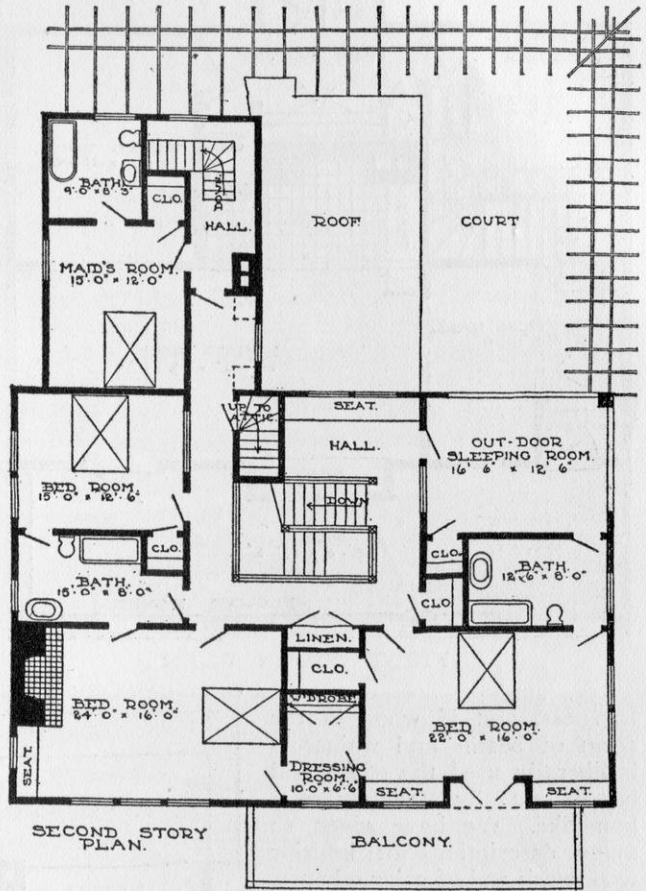 BATH.
9'-0" x 8'-3"
CLO.
DOWN
HALL.
ROOF.
COURT
MAID'S ROOM.
15'-0" x 12'-0"
UP TO
ATTIC.
SEAT.
HALL.
OUT-DOOR
SLEEPING ROOM.
16'-6" x 12'-6"
BED ROOM.
15'-0" x 12'-6"
DOWN
CLO.
CLO.
BATH.
15'-0" x 8'-0"
BATH.
12'x6" x 8'-0"
CLO.
LINEN.
CLO.
W'DROBE.
BED ROOM.
24'-0" x 16'-0"
BED ROOM.
22'-0" x 16'-0"
SEAT.
DRESSING
ROOM.
10'-0" x 6'-6"
SEAT.
SEAT.
SECOND STORY
PLAN.
BALCONY.